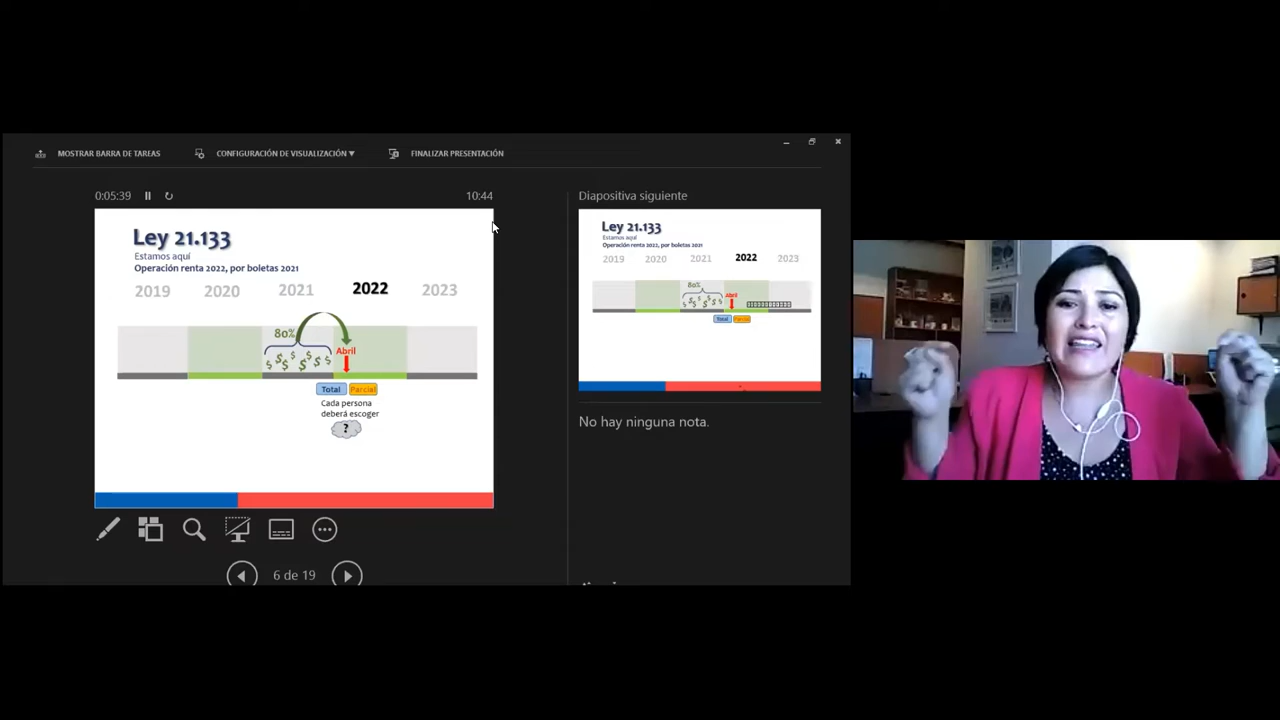 MOSTRAR BARRA DE TAREAS
CONFIGURACIÓN DE VISUALIZACIÓN
FINALIZAR PRESENTACIÓN
0:05:39
10:44
Ley 21.133
Estamos aquí
Operación renta 2022, por boletas 2021
2019 2020 2021 2022 2023
80%
$ $ $ $ $ $ $
Abril
Total Parcial
Cada persona
deberá escoger
?
6 de 19
Diapositiva siguiente
Ley 21.133
Estamos aquí
Operación renta 2022, por boletas 2021
2019 2020 2021 2022 2023
80%
$ $ $ $ $ $ $
Abril
Total Parcial
No hay ninguna nota.